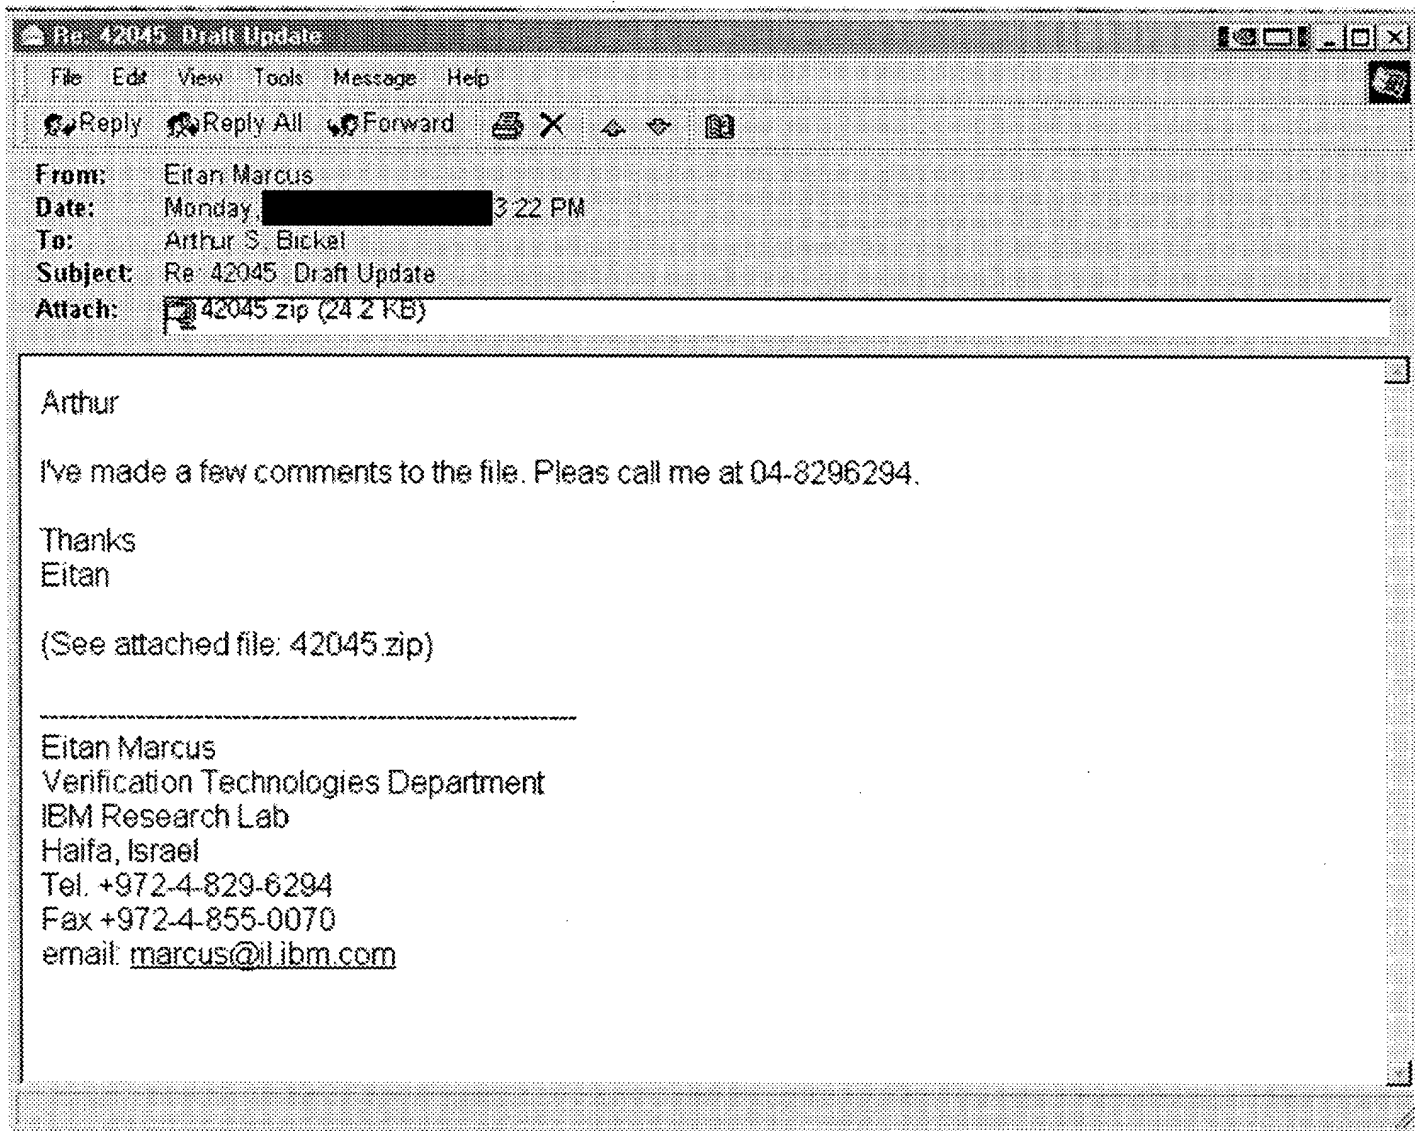 Re: 42045 Draft Update
File Edit View Tools Message Help
Reply Reply All Forward
From: Eitan Marcus
Date: Monday, 3:22 PM
To: Arthur S. Bickel
Subject: Re: 42045 Draft Update
Attach: 42045.zip (24.2 KB)
Arthur
I've made a few comments to the file. Pleas call me at 04-8296294.
Thanks
Eitan
(See attached file: 42045.zip)
Eitan Marcus
Verification Technologies Department
IBM Research Lab
Haifa, Israel
Tel. +972-4-829-6294
Fax +972-4-855-0070
email: marcus@il.ibm.com